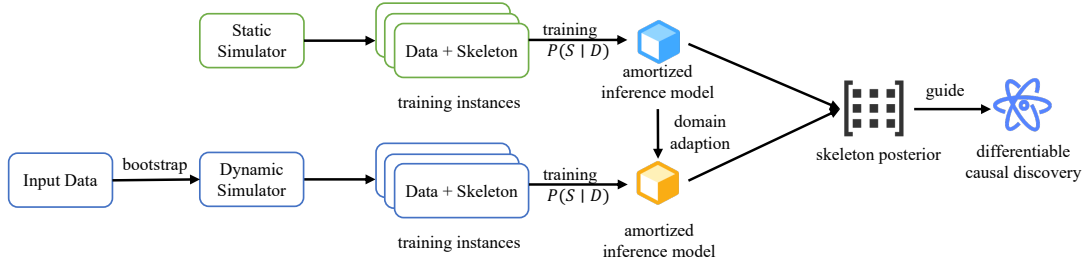 Static
Simulator
Data + Skeleton
training instances
training
P(S | D)
amortized
inference model
domain
adaption
Input Data
bootstrap
Dynamic
Simulator
Data + Skeleton
training instances
training
P(S | D)
amortized
inference model
skeleton posterior
guide
differentiable
causal discovery